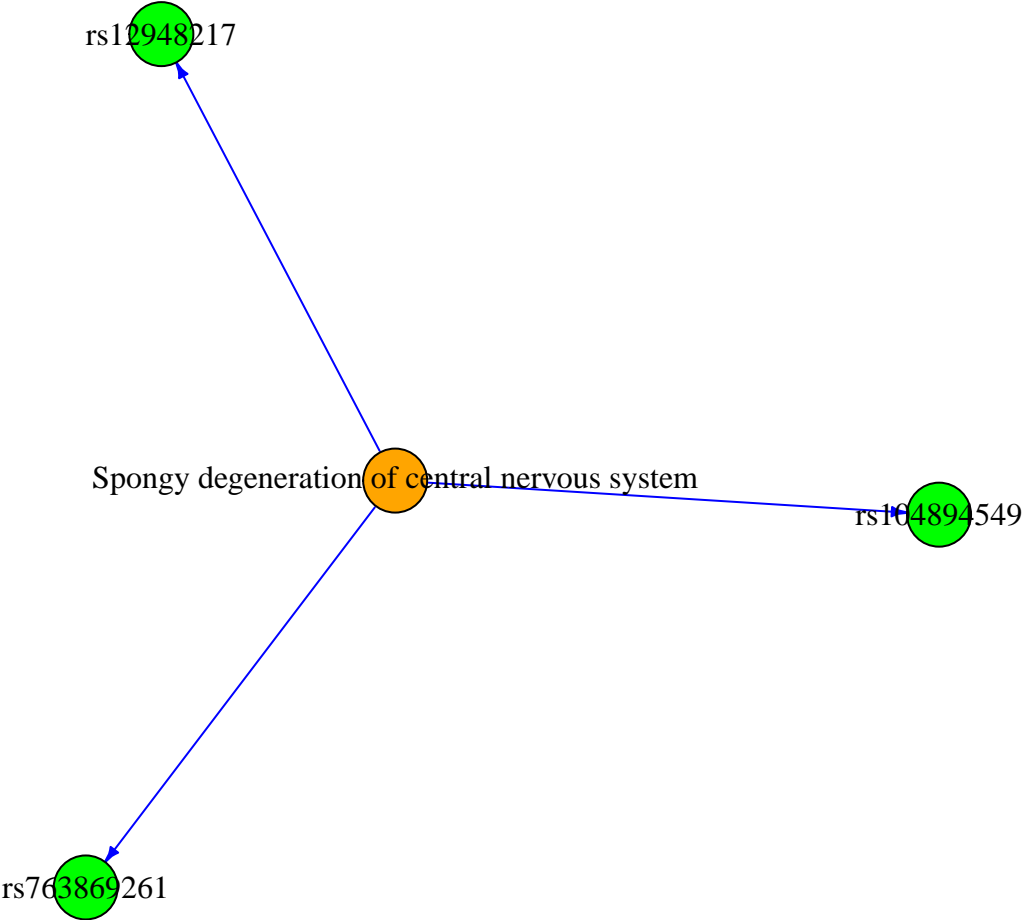 rs12948217
Spongy degeneration of central nervous system
rs104894549
rs763869261